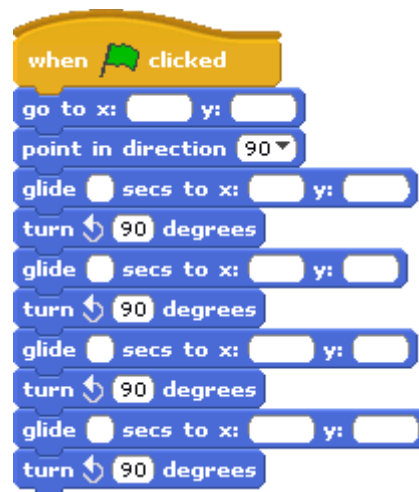 when clicked
go to x: y:
point in direction 90
glide secs to x: y:
turn 90 degrees
glide secs to x: y:
turn 90 degrees
glide secs to x: y:
turn 90 degrees
glide secs to x: y:
turn 90 degrees